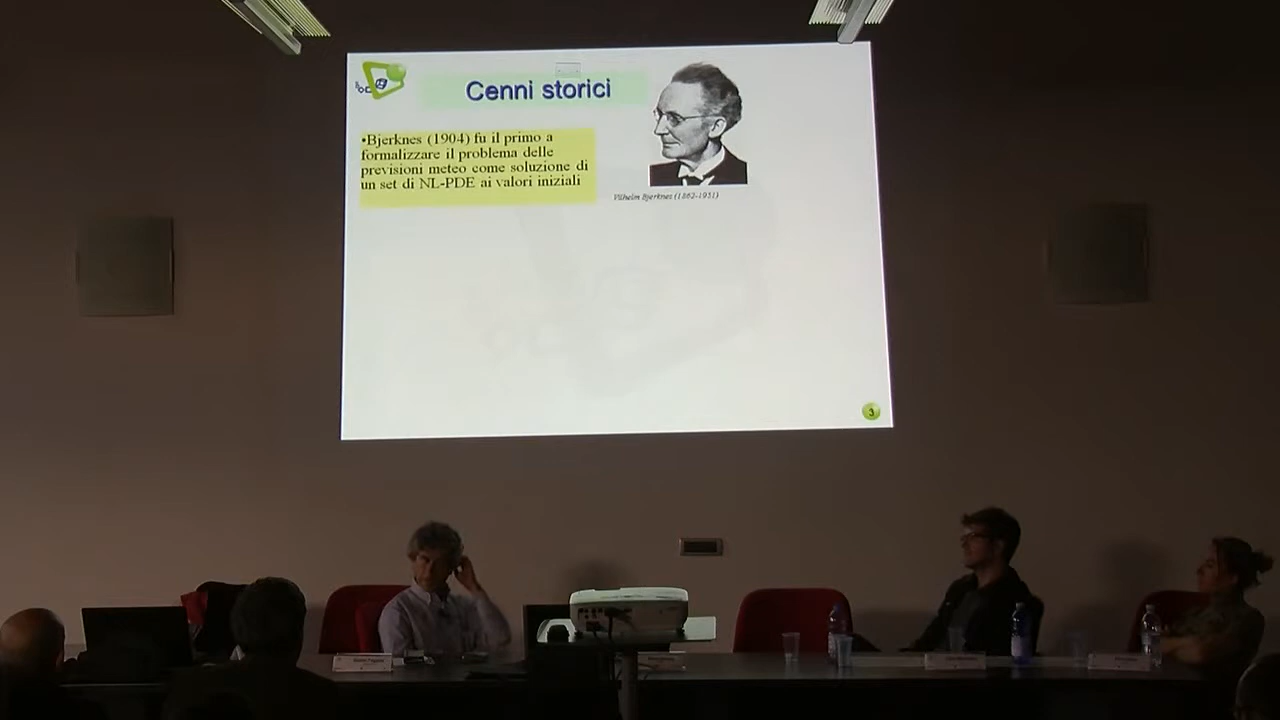 Cenni storici
•Bjerknes (1904) fu il primo a
formalizzare il problema delle
previsioni meteo come soluzione di
un set di NL-PDE ai valori iniziali
Vilhelm Bjerknes (1862-1951)
3